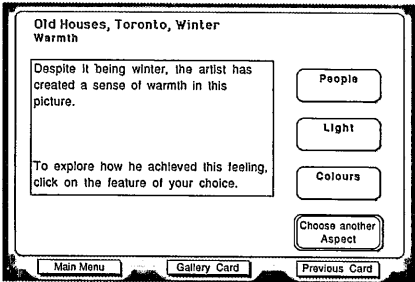 Old Houses, Toronto, Winter
Warmth
Despite it being winter, the artist has
created a sense of warmth in this
picture.
To explore how he achieved this feeling,
click on the feature of your choice.
People
Light
Colours
Choose another
Aspect
Main Menu
Gallery Card
Previous Card